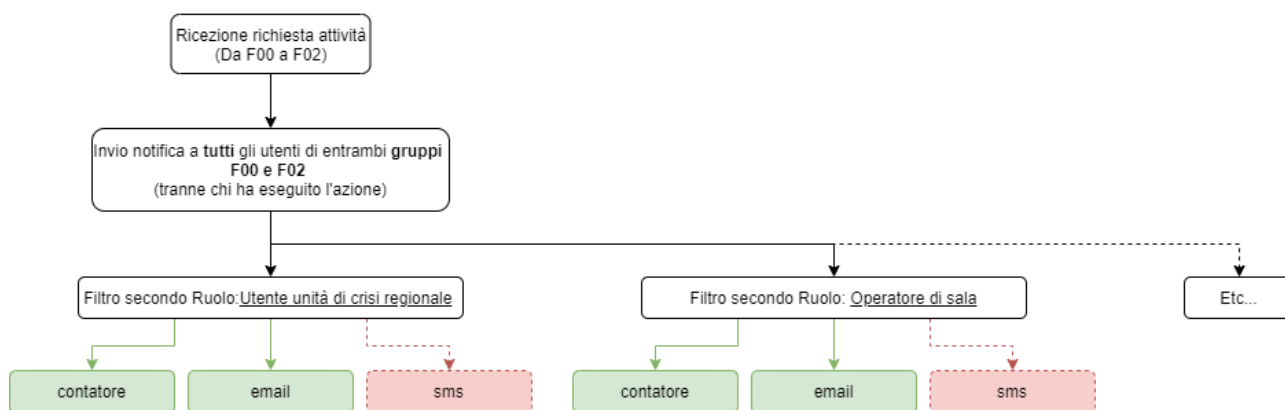 Ricezione richiesta attività
(Da F00 a F02)
Invio notifica a tutti gli utenti di entrambi gruppi
F00 e F02
(tranne chi ha eseguito l'azione)
Filtro secondo Ruolo:Utente unità di crisi regionale
Filtro secondo Ruolo: Operatore di sala
Etc...
contatore
email
sms
contatore
email
sms